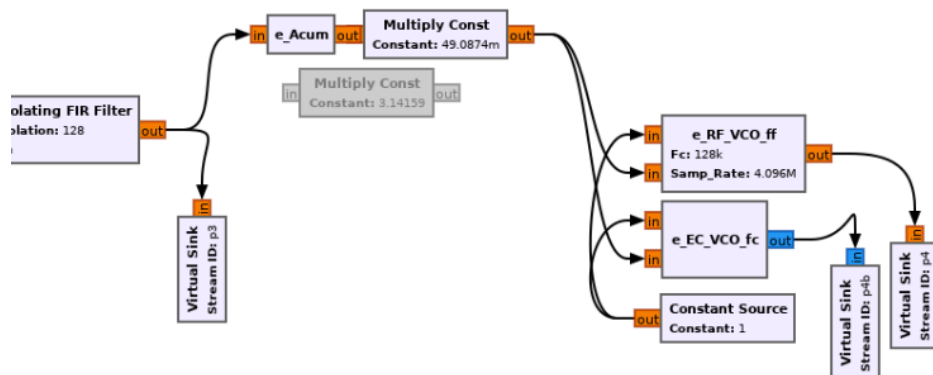 in
e_Acum
out
Multiply Const
Constant: 49.0874m
out
in
Multiply Const
Constant: 3.14159
out
olating FIR Filter
olation: 128
out
in
Virtual Sink
Stream ID: p3
in
in
e_RF_VCO_ff
Fc: 128k
Samp_Rate: 4.096M
out
in
in
e_EC_VCO_fc
out
out
Constant Source
Constant: 1
in
Virtual Sink
Stream ID: p4b
in
Virtual Sink
Stream ID: p4